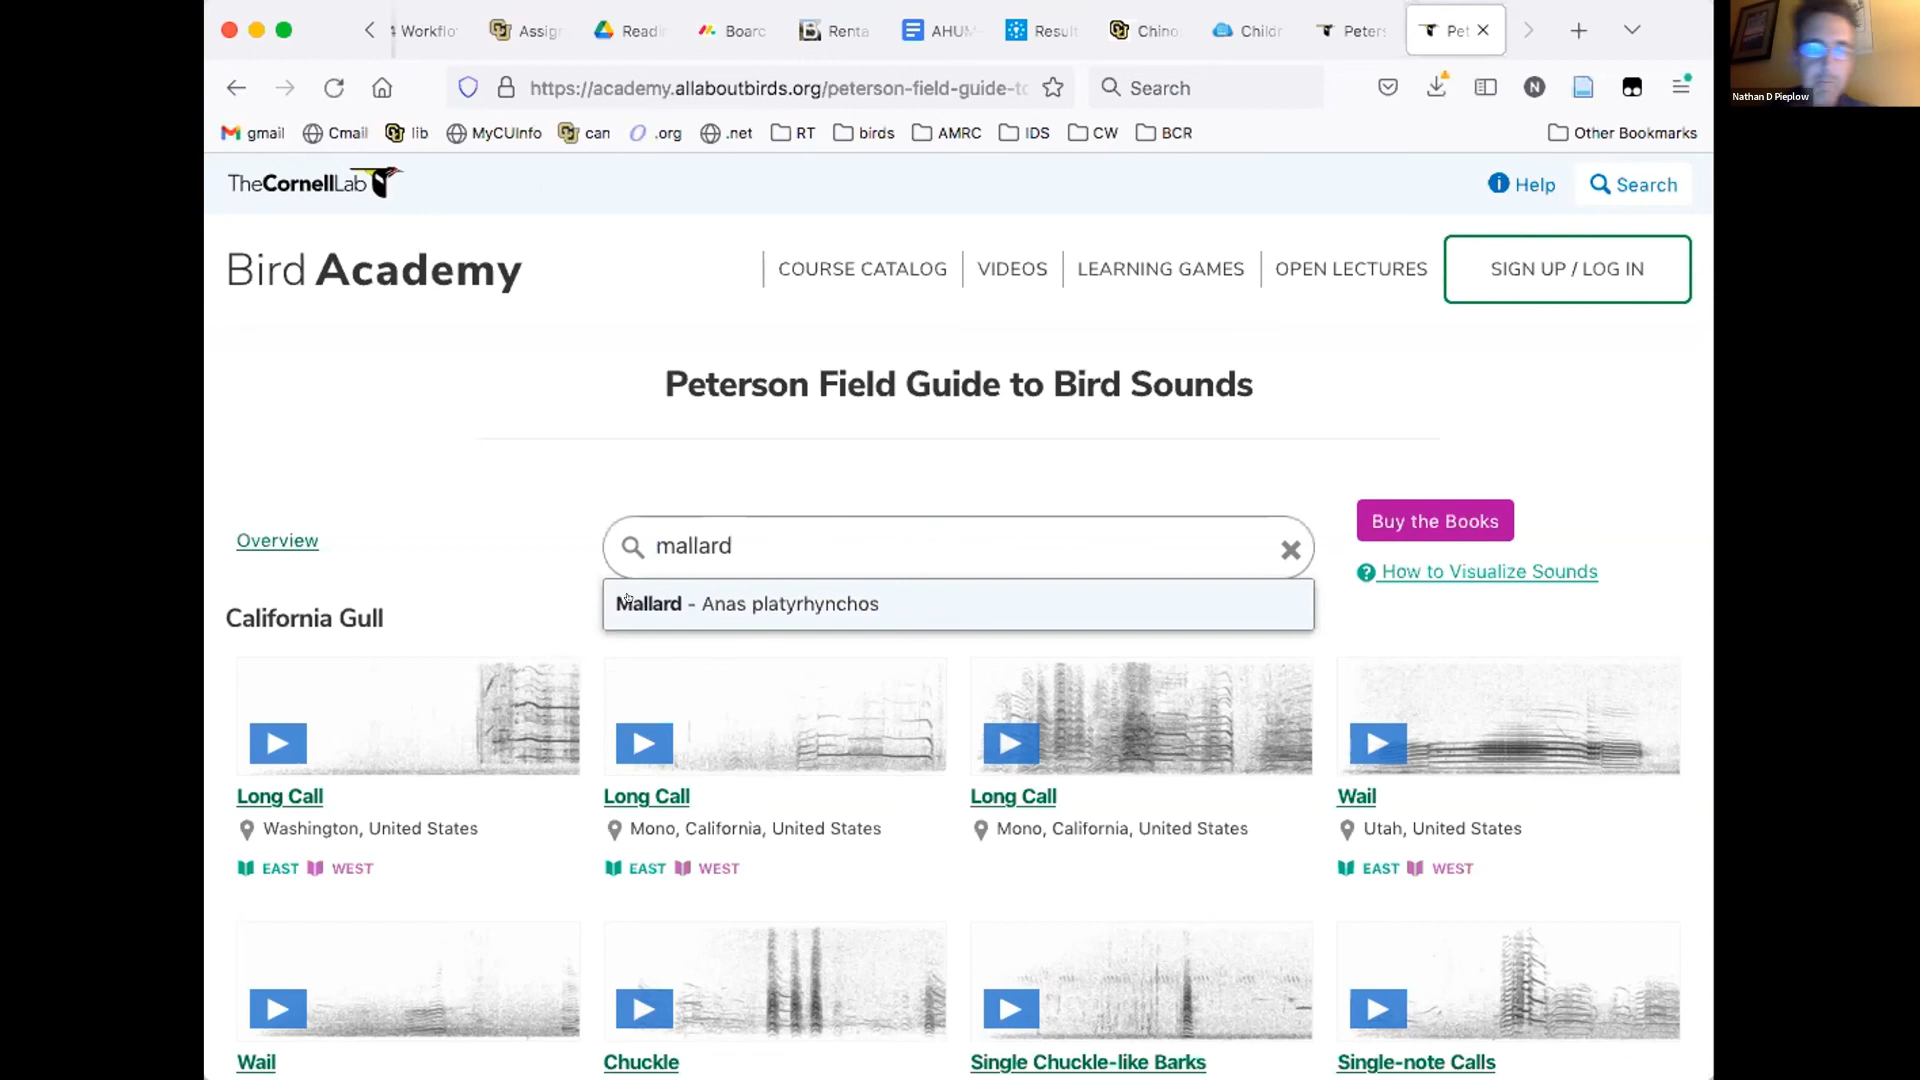 Workflo
Assig
Readi
Boarc
Renta
AHUM
Result
Chino
Childr
Peters
Pet
https://academy.allaboutbirds.org/peterson-field-guide-to
Search
N
gmail
Cmail
lib
MyCUInfo
can
.org
.net
RT
birds
AMRC
IDS
CW
BCR
Other Bookmarks
Nathan D Pieplow
TheCornellLab
Help
Search
Bird Academy
COURSE CATALOG
VIDEOS
LEARNING GAMES
OPEN LECTURES
SIGN UP / LOG IN
Peterson Field Guide to Bird Sounds
Overview
mallard
Buy the Books
How to Visualize Sounds
Mallard - Anas platyrhynchos
California Gull
Long Call
Long Call
Long Call
Wail
Washington, United States
Mono, California, United States
Mono, California, United States
Utah, United States
EAST WEST
EAST WEST
EAST WEST
Wail
Chuckle
Single Chuckle-like Barks
Single-note Calls